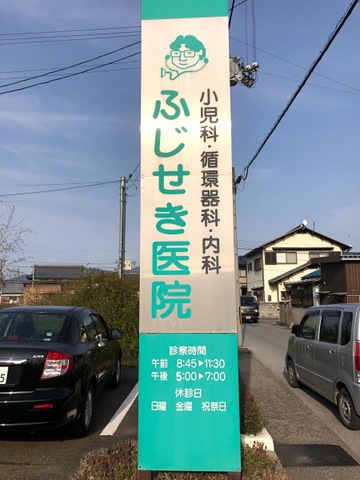 小児科・循環器科・内科
ふじせき医院
診察時間
午前 8:45▶11:30
午後 5:00▶7:00
休診日
日曜 金曜 祝祭日
5
SX4